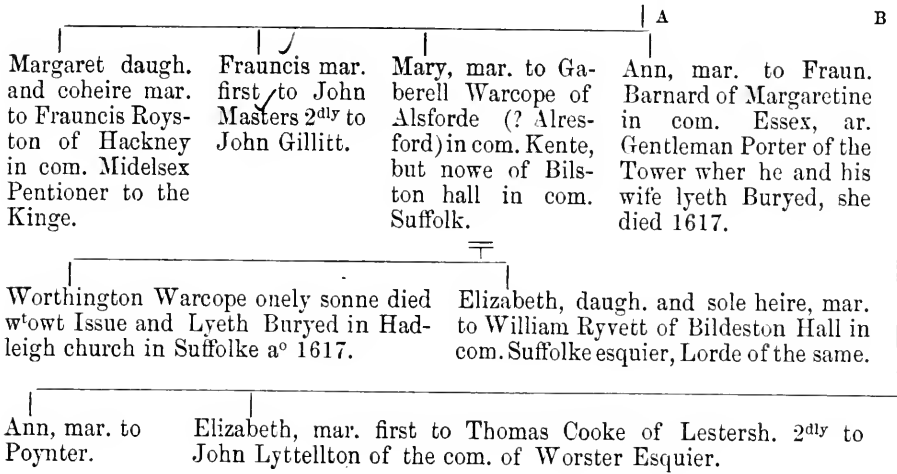 A B
Margaret daugh.
and coheire mar.
to Frauncis Roys-
ton of Hackney
in com. Midelsex
Pentioner to the
Kinge.
Frauncis mar.
first to John
Masters 2dly to
John Gillitt.
Mary, mar. to Ga-
berell Warcope of
Alsforde (? Alres-
ford) in com. Kente,
but nowe of Bils-
ton hall in com.
Suffolk.
Ann, mar. to Fraun.
Barnard of Margaretine
in com. Essex, ar.
Gentleman Porter of the
Tower wher he and his
wife lyeth Buryed, she
died 1617.
Worthington Warcope onely sonne died
wtowt Issue and Lyeth Buryed in Had-
leigh church in Suffolke ao 1617.
Elizabeth, daugh. and sole heire, mar.
to William Ryvett of Bildeston Hall in
com. Suffolke esquier, Lorde of the same.
Ann, mar. to
Poynter.
Elizabeth, mar. first to Thomas Cooke of Lestersh. 2dly to
John Lyttellton of the com. of Worster Esquier.